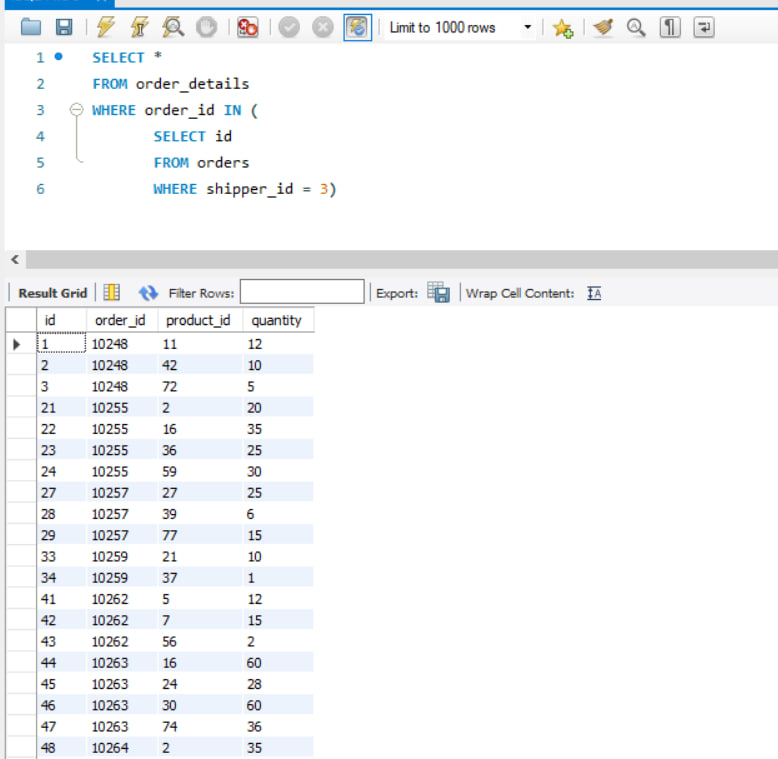 Limit to 1000 rows
1 SELECT *
2 FROM order_details
3 WHERE order_id IN (
4 SELECT id
5 FROM orders
6 WHERE shipper_id = 3)
Result Grid Filter Rows: Export: Wrap Cell Content: IA
id order_id product_id quantity
1 10248 11 12
2 10248 42 10
3 10248 72 5
21 10255 2 20
22 10255 16 35
23 10255 36 25
24 10255 59 30
27 10257 27 25
28 10257 39 6
29 10257 77 15
33 10259 21 10
34 10259 37 1
41 10262 5 12
42 10262 7 15
43 10262 56 2
44 10263 16 60
45 10263 24 28
46 10263 30 60
47 10263 74 36
48 10264 2 35